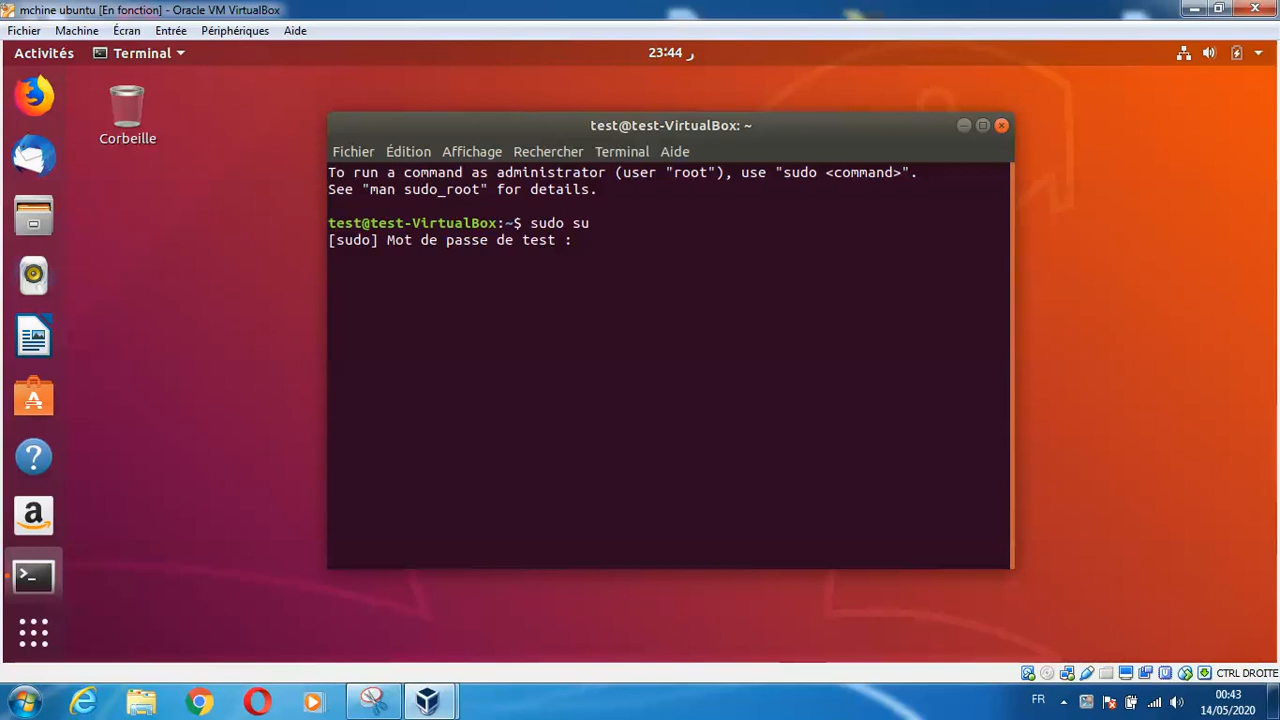 mchine ubuntu [En fonction] - Oracle VM VirtualBox
Fichier Machine Écran Entrée Périphériques Aide
Activités Terminal 23:44 ر
Corbeille
test@test-VirtualBox: ~
Fichier Édition Affichage Rechercher Terminal Aide
To run a command as administrator (user "root"), use "sudo <command>".
See "man sudo_root" for details.
test@test-VirtualBox:~$ sudo su
[sudo] Mot de passe de test :
CTRL DROITE
FR
00:43
14/05/2020